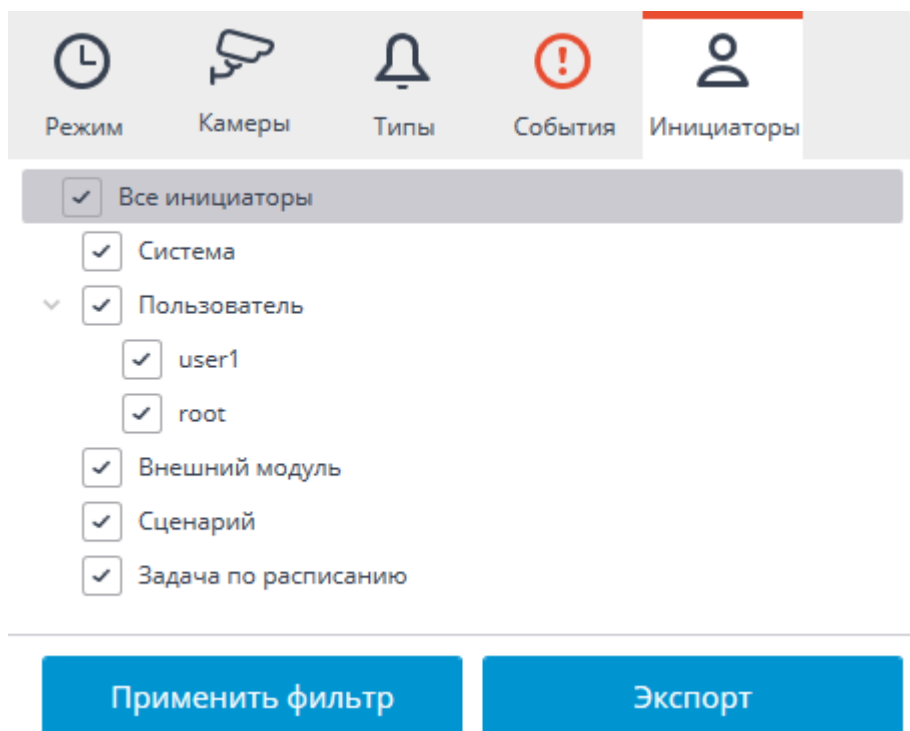 Режим Камеры Типы События Инициаторы
Все инициаторы
Система
Пользователь
user1
root
Внешний модуль
Сценарий
Задача по расписанию
Применить фильтр Экспорт